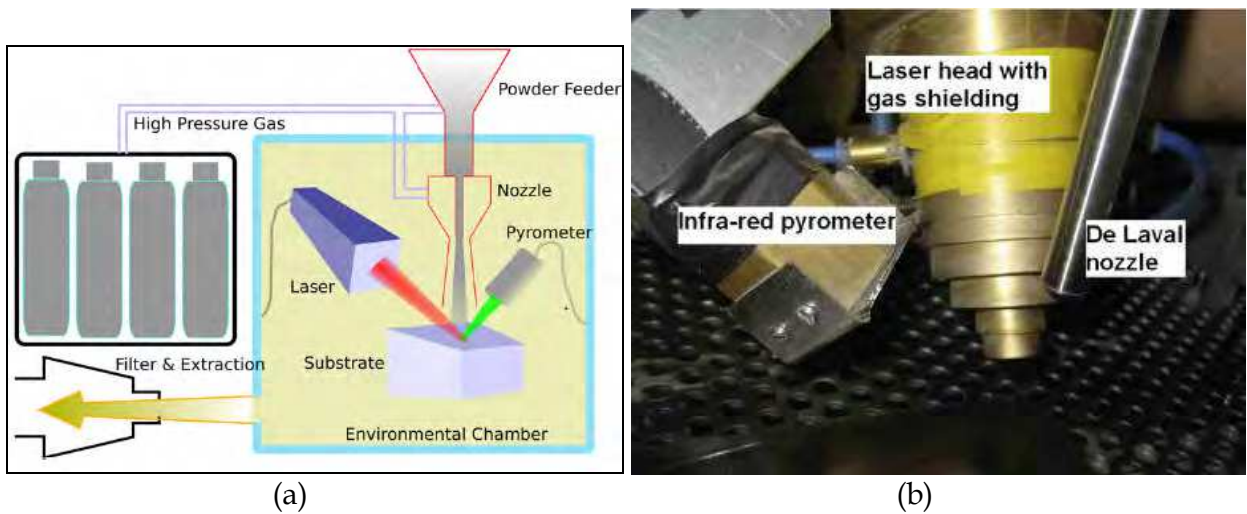 Powder Feeder
High Pressure Gas
Nozzle
Pyrometer
Laser
Filter & Extraction
Substrate
Environmental Chamber
(a)
Laser head with
gas shielding
Infra-red pyrometer
De Laval
nozzle
(b)